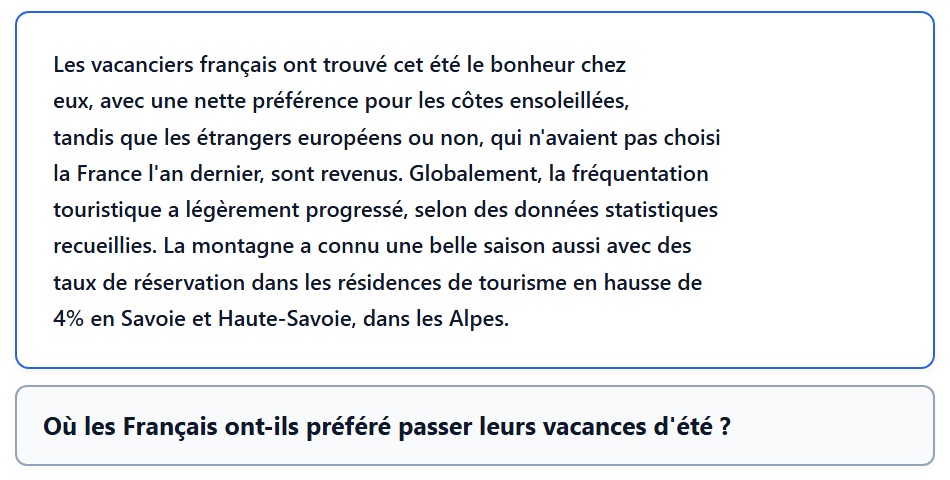 Les vacanciers français ont trouvé cet été le bonheur chez
eux, avec une nette préférence pour les côtes ensoleillées,
tandis que les étrangers européens ou non, qui n'avaient pas choisi
la France l'an dernier, sont revenus. Globalement, la fréquentation
touristique a légèrement progressé, selon des données statistiques
recueillies. La montagne a connu une belle saison aussi avec des
taux de réservation dans les résidences de tourisme en hausse de
4% en Savoie et Haute-Savoie, dans les Alpes.
Où les Français ont-ils préféré passer leurs vacances d'été ?